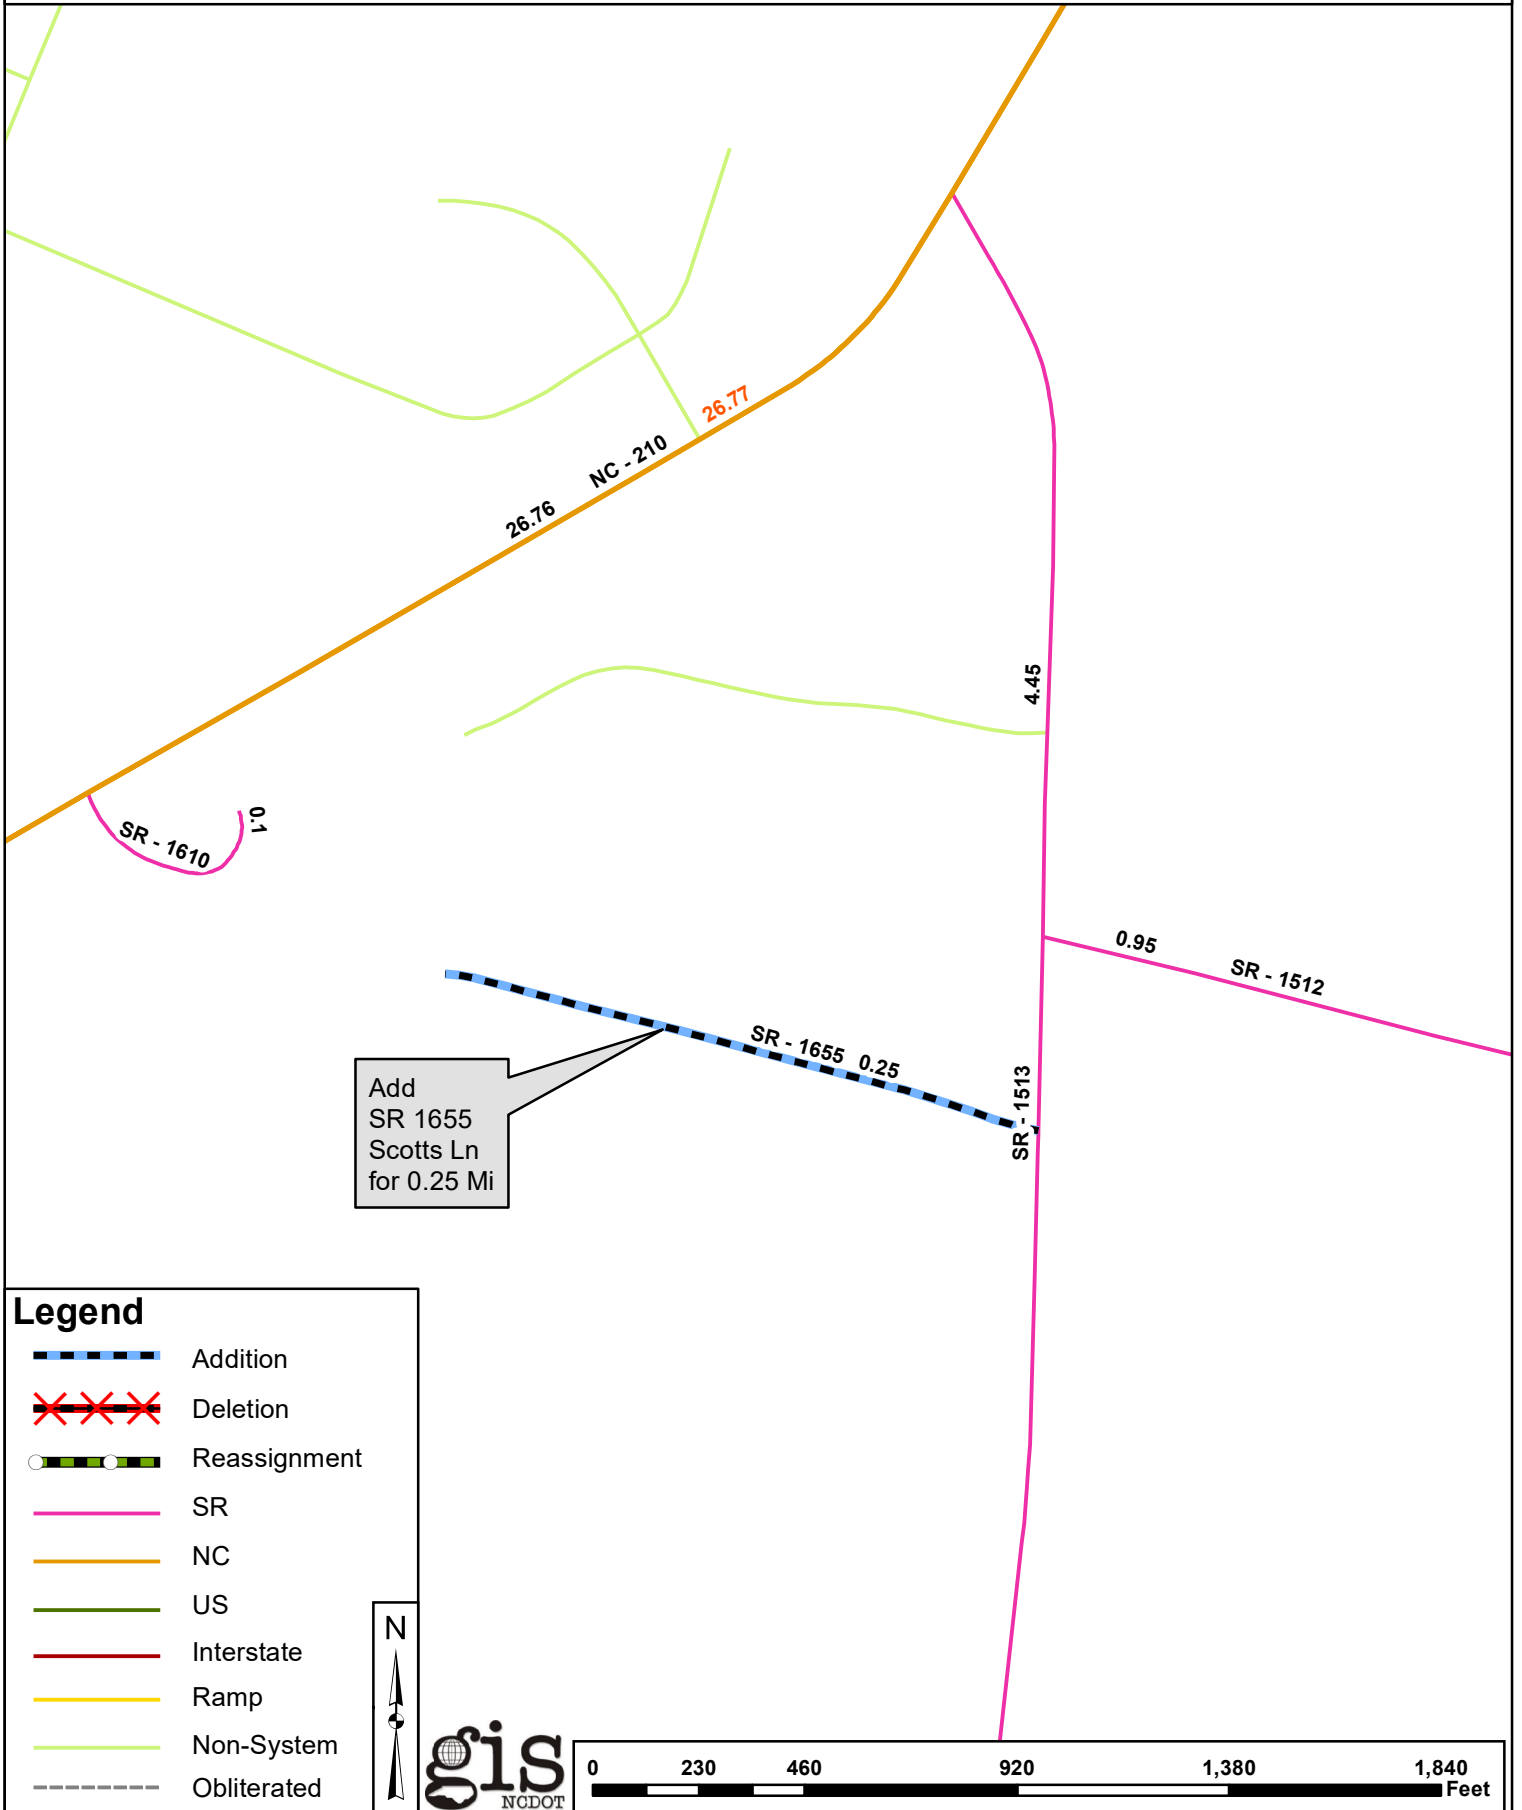 26.77
NC - 210
26.76
4.45
0.1
SR - 1610
0.95
SR - 1512
SR - 1655 0.25
SR - 1513
Add
SR 1655
Scotts Ln
for 0.25 Mi
Legend
Addition
Deletion
Reassignment
SR
NC
US
Interstate
Ramp
Non-System
Obliterated
N
gis
NCDOT
0 230 460 920 1,380 1,840
Feet